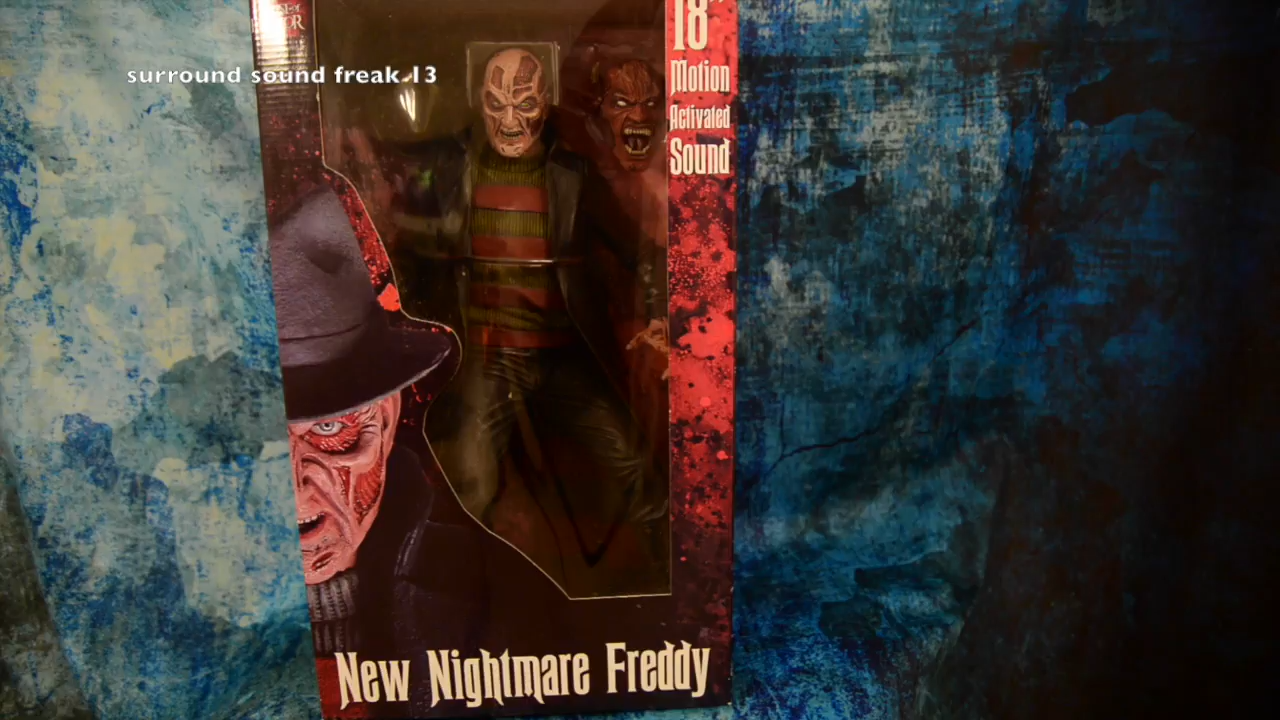 18"
surround sound freak 13
Motion
Activated
Sound
New Nightmare Freddy